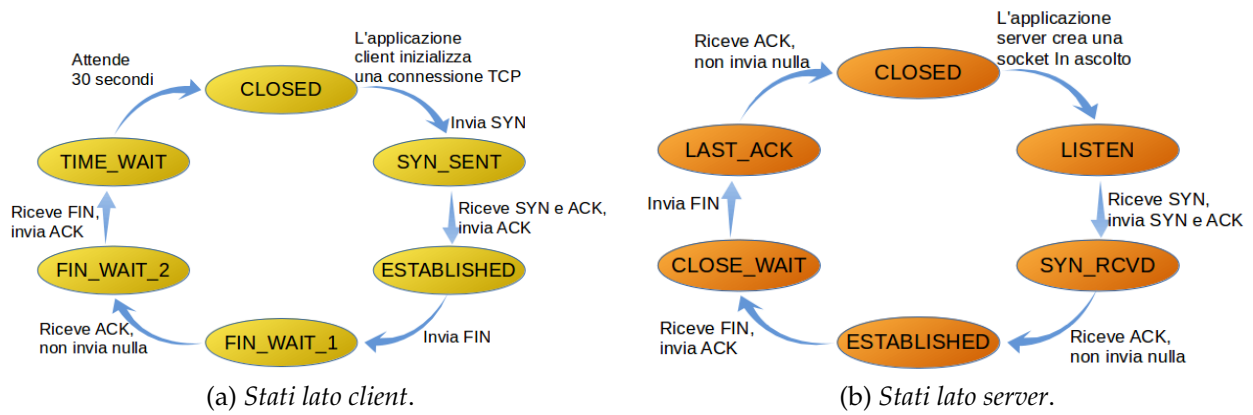 Attende
30 secondi
CLOSED
L'applicazione
client inizializza
una connessione TCP
Invia SYN
TIME_WAIT
SYN_SENT
Riceve FIN,
invia ACK
Riceve SYN e ACK,
invia ACK
FIN_WAIT_2
ESTABLISHED
Riceve ACK,
non invia nulla
FIN_WAIT_1
Invia FIN
(a) Stati lato client.
Riceve ACK,
non invia nulla
CLOSED
L'applicazione
server crea una
socket In ascolto
LAST_ACK
LISTEN
Invia FIN
Riceve SYN,
invia SYN e ACK
CLOSE_WAIT
SYN_RCVD
Riceve FIN,
invia ACK
ESTABLISHED
Riceve ACK,
non invia nulla
(b) Stati lato server.